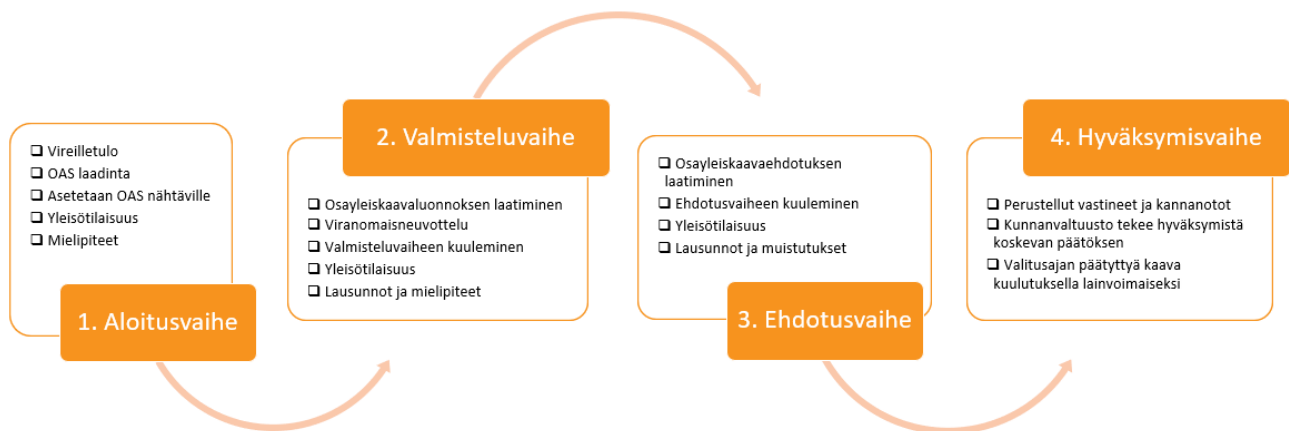 ❑ Vireilletulo
❑ OAS laadinta
❑ Asetetaan OAS nähtäville
❑ Yleisötilaisuus
❑ Mielipiteet
1. Aloitusvaihe
2. Valmisteluvaihe
❑ Osayleiskaavaluonnoksen laatiminen
❑ Viranomaisneuvottelu
❑ Valmisteluvaiheen kuuleminen
❑ Yleisötilaisuus
❑ Lausunnot ja mielipiteet
❑ Osayleiskaavaehdotuksen
laatiminen
❑ Ehdotusvaiheen kuuleminen
❑ Yleisötilaisuus
❑ Lausunnot ja muistutukset
3. Ehdotusvaihe
4. Hyväksymisvaihe
❑ Perustellut vastineet ja kannanotot
❑ Kunnanvaltuusto tekee hyväksymistä
koskevan päätöksen
❑ Valitusajan päätyttyä kaava
kuulutuksella lainvoimaiseksi